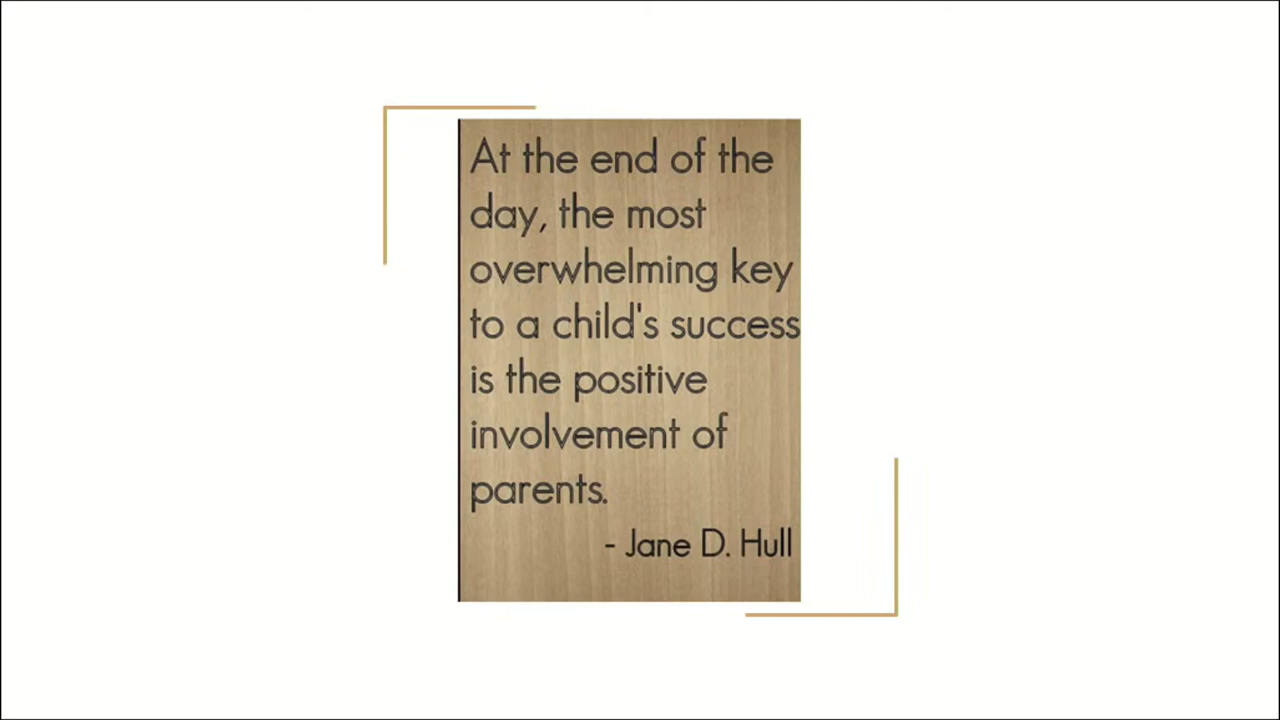 At the end of the
day, the most
overwhelming key
to a child's success
is the positive
involvement of
parents.
- Jane D. Hull